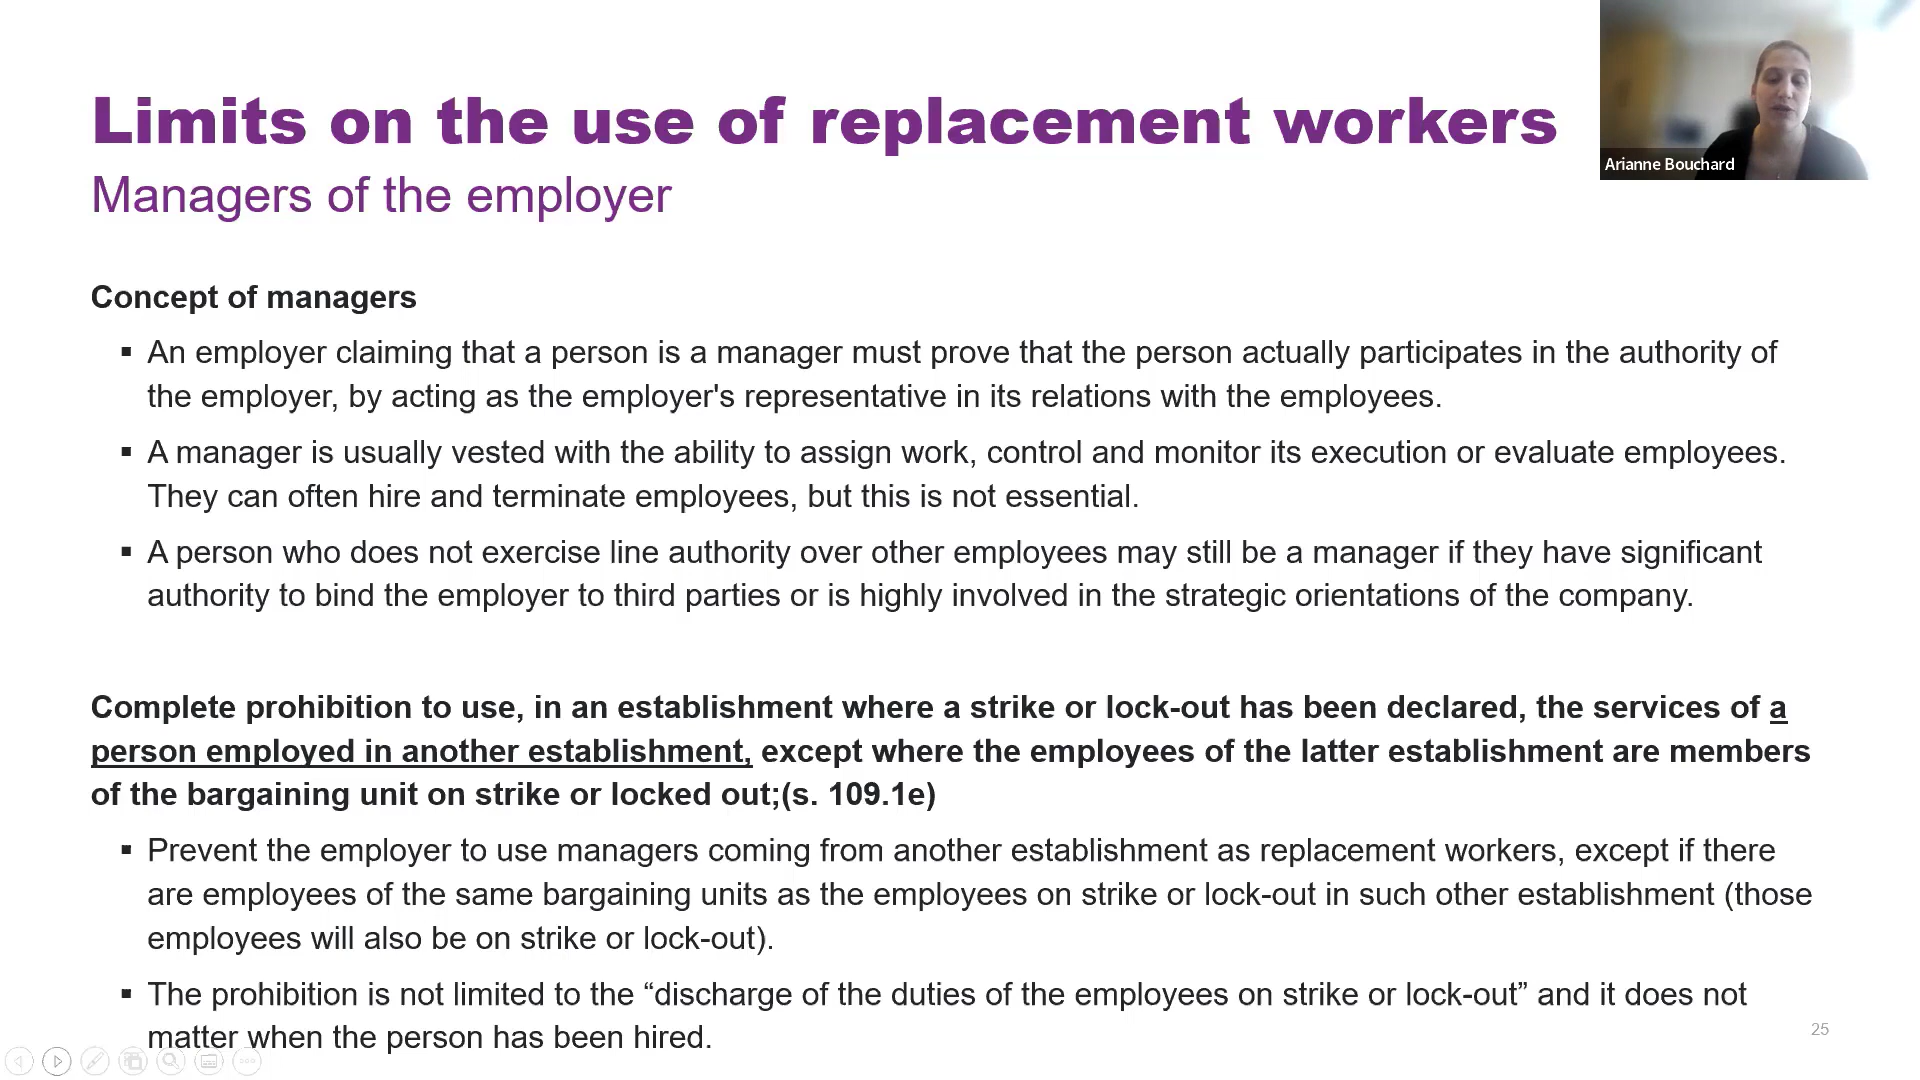 Limits on the use of replacement workers
Managers of the employer
Arianne Bouchard
Concept of managers
▪ An employer claiming that a person is a manager must prove that the person actually participates in the authority of
the employer, by acting as the employer's representative in its relations with the employees.
▪ A manager is usually vested with the ability to assign work, control and monitor its execution or evaluate employees.
They can often hire and terminate employees, but this is not essential.
▪ A person who does not exercise line authority over other employees may still be a manager if they have significant
authority to bind the employer to third parties or is highly involved in the strategic orientations of the company.
Complete prohibition to use, in an establishment where a strike or lock-out has been declared, the services of a
person employed in another establishment, except where the employees of the latter establishment are members
of the bargaining unit on strike or locked out;(s. 109.1e)
▪ Prevent the employer to use managers coming from another establishment as replacement workers, except if there
are employees of the same bargaining units as the employees on strike or lock-out in such other establishment (those
employees will also be on strike or lock-out).
▪ The prohibition is not limited to the “discharge of the duties of the employees on strike or lock-out” and it does not
matter when the person has been hired.
25